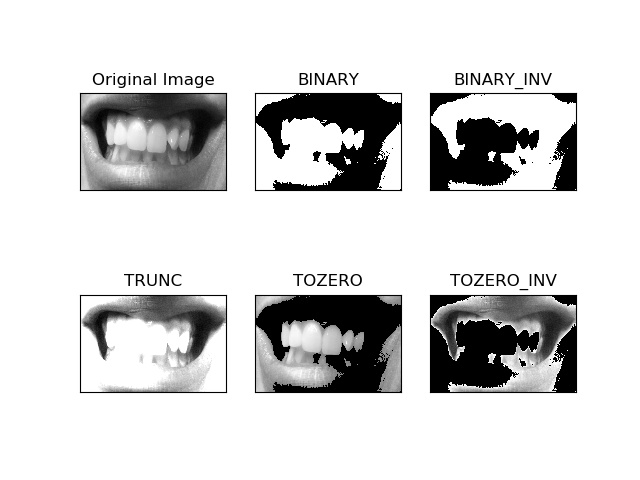 Original Image
BINARY
BINARY_INV
TRUNC
TOZERO
TOZERO_INV